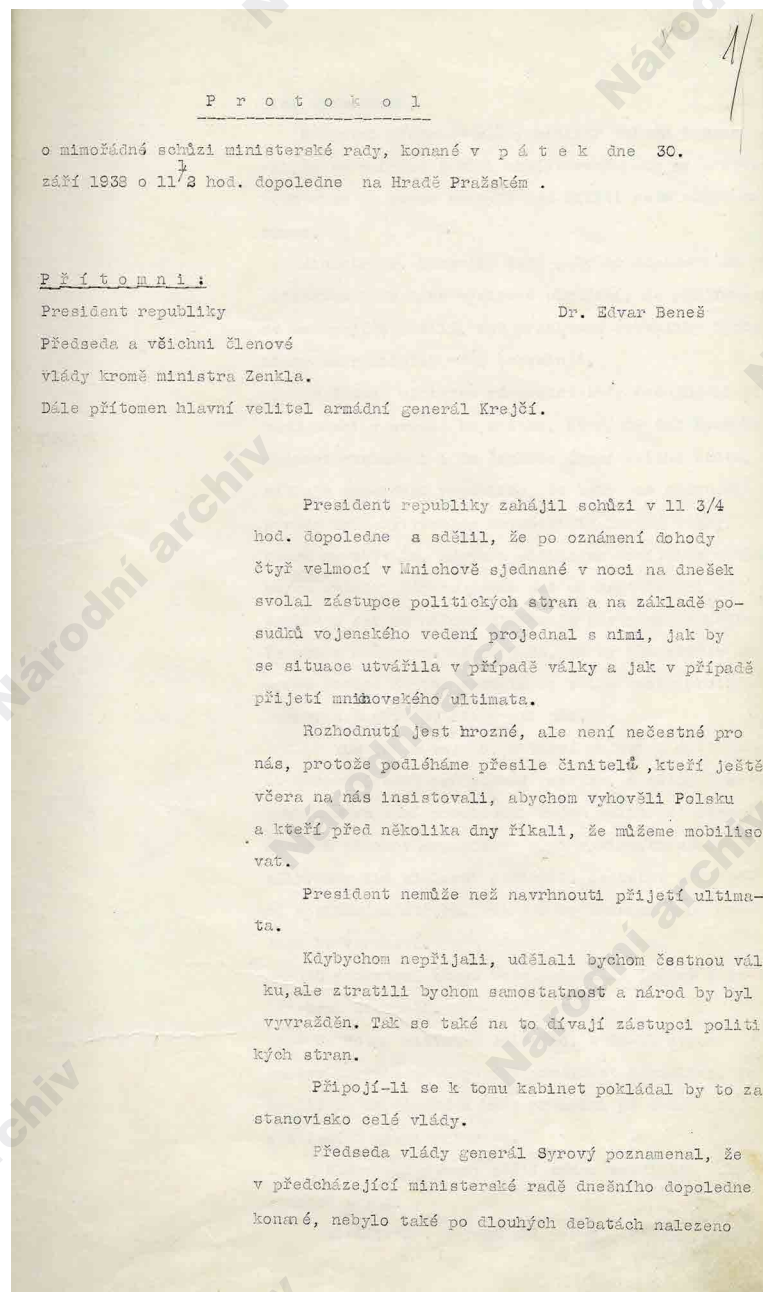 1/
P r o t o k o l
o mimořádné schůzi ministerské rady, konané v p á t e k dne 30.
září 1938 o 11 1/2 hod. dopoledne na Hradě Pražském .
P ř í t o m n i :
President republiky Dr. Edvar Beneš
Předseda a všichni členové
vlády kromě ministra Zenkla.
Dále přítomen hlavní velitel armádní generál Krejčí.
President republiky zahájil schůzi v 11 3/4
hod. dopoledne a sdělil, že po oznámení dohody
čtyř velmocí v Mnichově sjednané v noci na dnešek
svolal zástupce politických stran a na základě po-
sudků vojenského vedení projednal s nimi, jak by
se situace utvářila v případě války a jak v případě
přijetí mnichovského ultimata.
Rozhodnutí jest hrozné, ale není nečestné pro
nás, protože podléháme přesile činitelů ,kteří ještě
včera na nás insistovali, abychom vyhověli Polsku
a kteří před několika dny říkali, že můžeme mobiliso
vat.
President nemůže než navrhnouti přijetí ultima-
ta.
Kdybychom nepřijali, udělali bychom čestnou vál
ku,ale ztratili bychom samostatnost a národ by byl
vyvražděn. Tak se také na to dívají zástupci politi
kých stran.
Připojí-li se k tomu kabinet pokládal by to za
stanovisko celé vlády.
Předseda vlády generál Syrový poznamenal, že
v předcházející ministerské radě dnešního dopoledne
konané, nebylo také po dlouhých debatách nalezeno
Národní archiv
Národní archiv
Národní archiv
Národní archiv